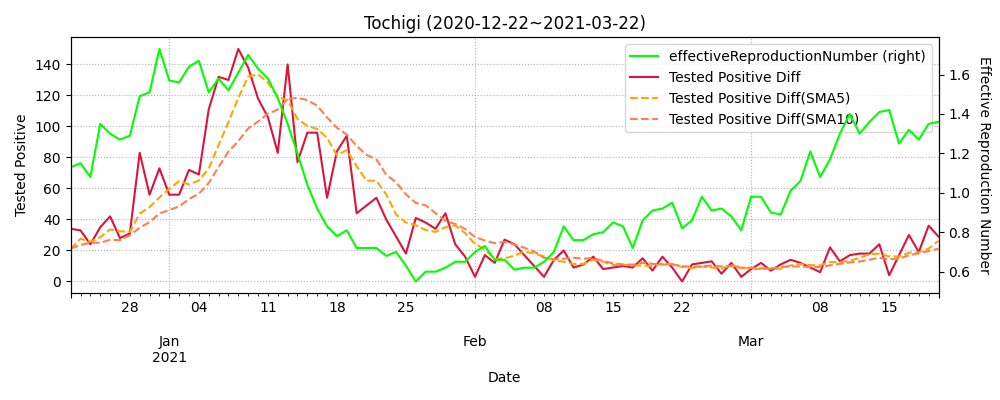 Tochigi (2020-12-22~2021-03-22)
effectiveReproductionNumber (right)
Tested Positive Diff
Tested Positive Diff(SMA5)
Tested Positive Diff(SMA10)
Tested Positive
140
120
100
80
60
40
20
0
Effective Reproduction Number
1.6
1.4
1.2
1.0
0.8
0.6
28 04 11 18 25 08 15 22 08 15
Jan Feb Mar
2021
Date